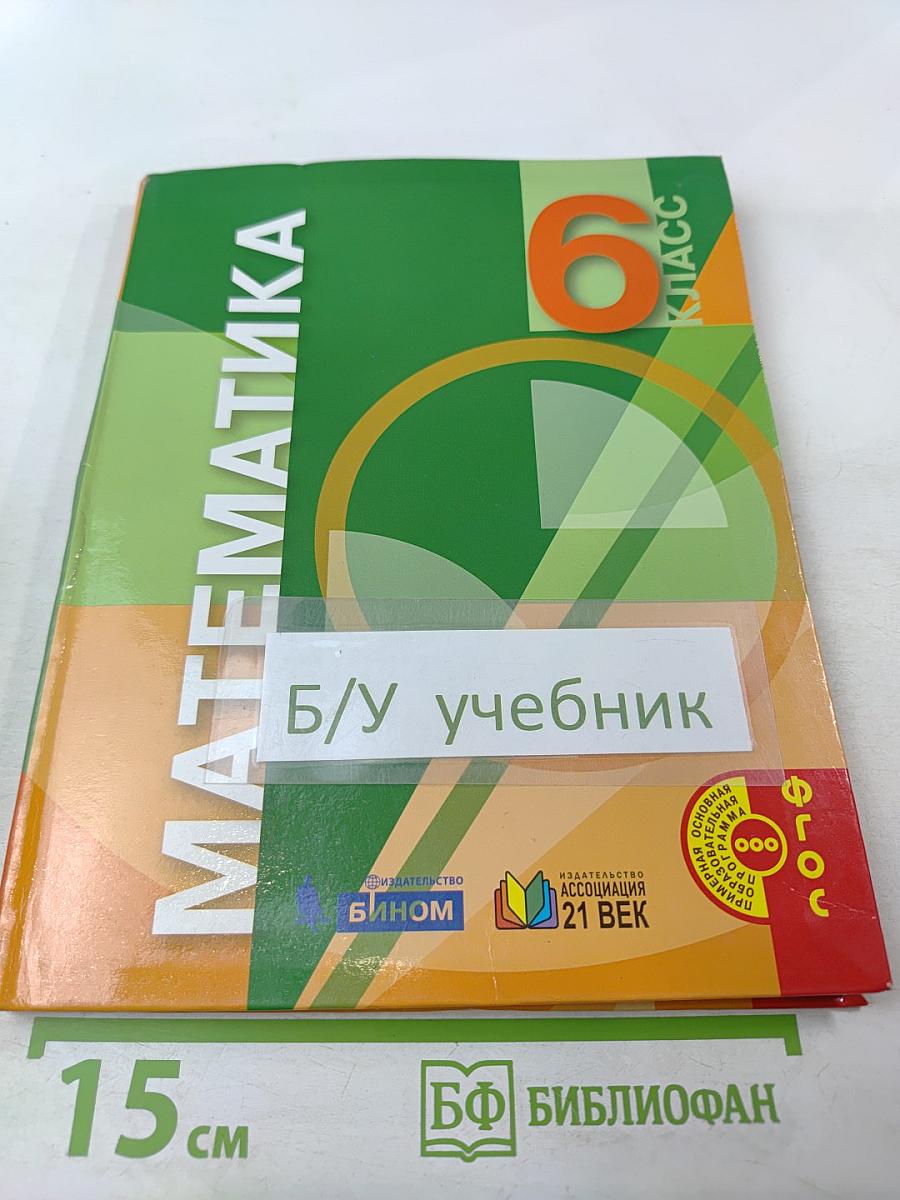 6
КЛАСС
МАТЕМАТИКА
Б/У учебник
ПРИМЕРНАЯ ОСНОВНАЯ
ОБРАЗОВАТЕЛЬНАЯ
ПРОГРАММА
ФГОС
ИЗДАТЕЛЬСТВО
БИНОМ
ИЗДАТЕЛЬСТВО
АССОЦИАЦИЯ
21 ВЕК
15 см
БФ БИБЛИОФАН